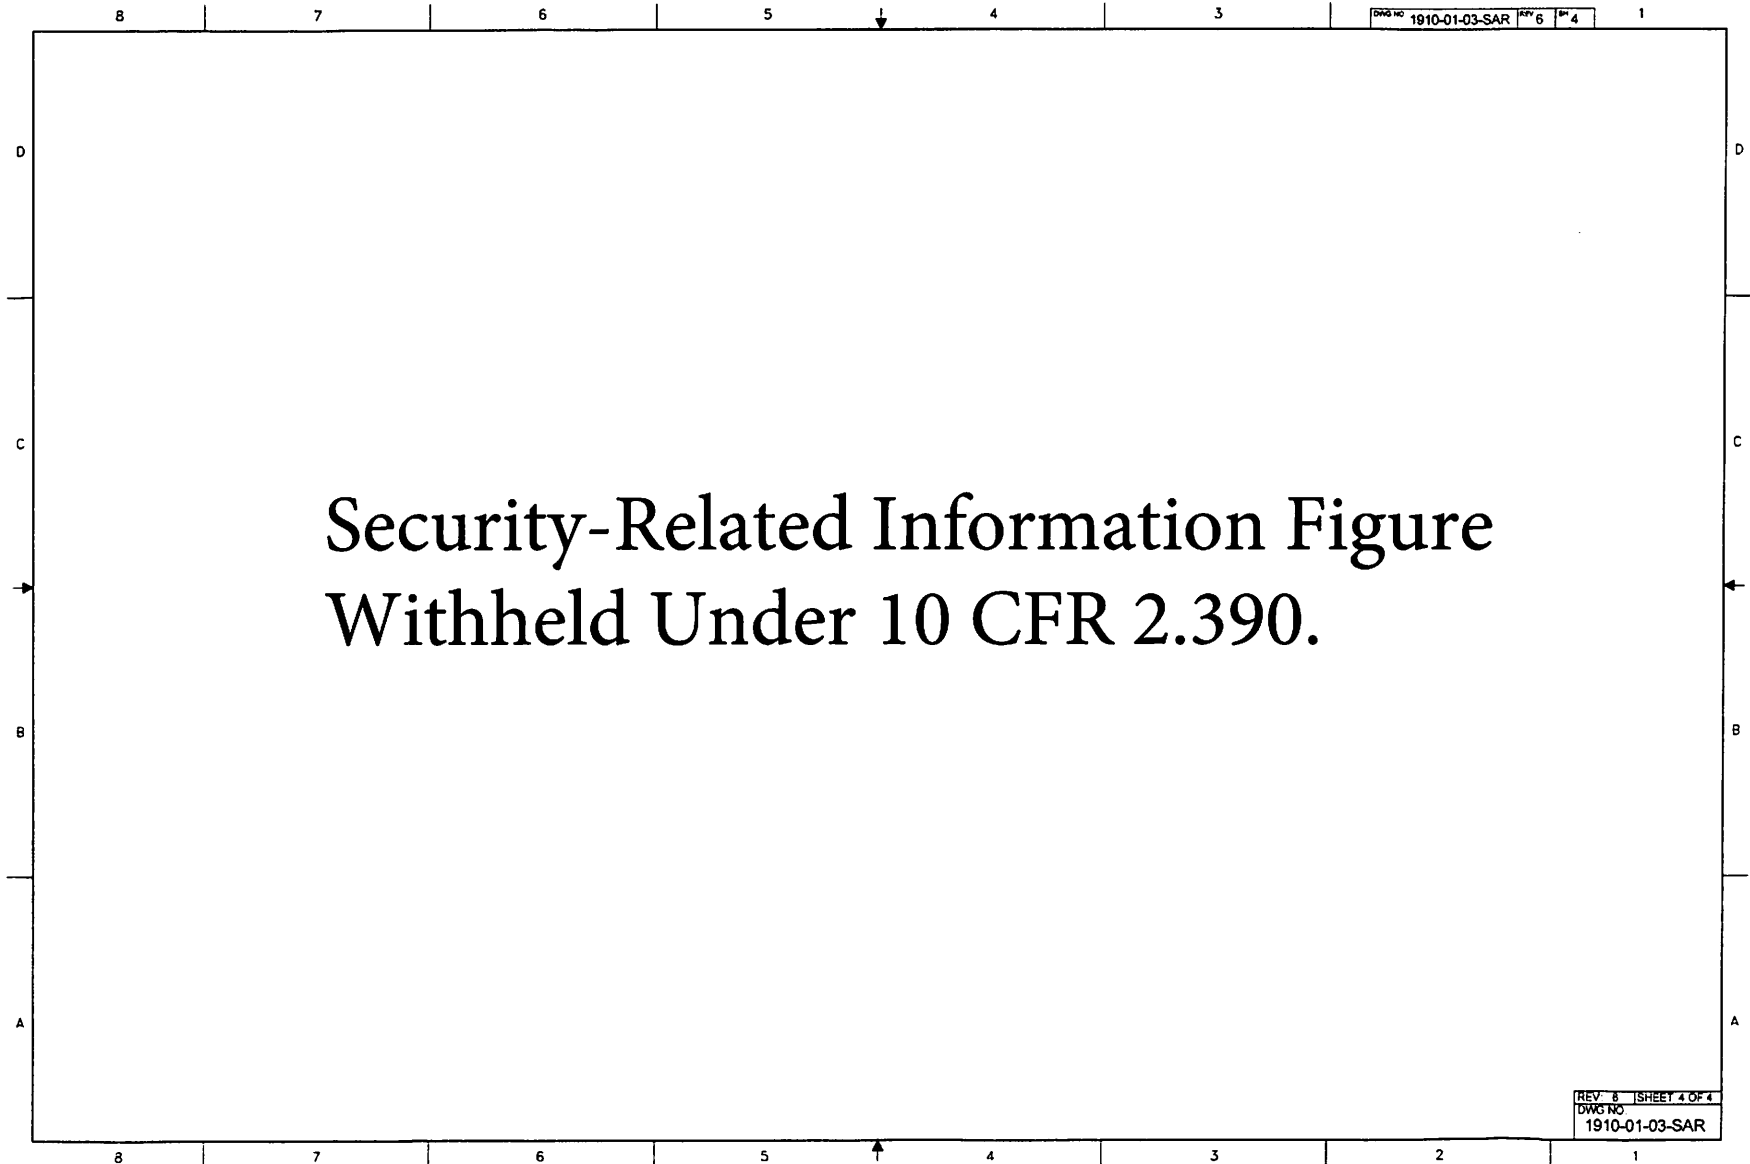 8 7 6 5 4 3 DWG NO 1910-01-03-SAR REV 6 SH 4 1
D D
C C
Security-Related Information Figure
Withheld Under 10 CFR 2.390.
B B
A A
REV: 6 SHEET 4 OF 4
DWG NO.
1910-01-03-SAR
8 7 6 5 4 3 2 1